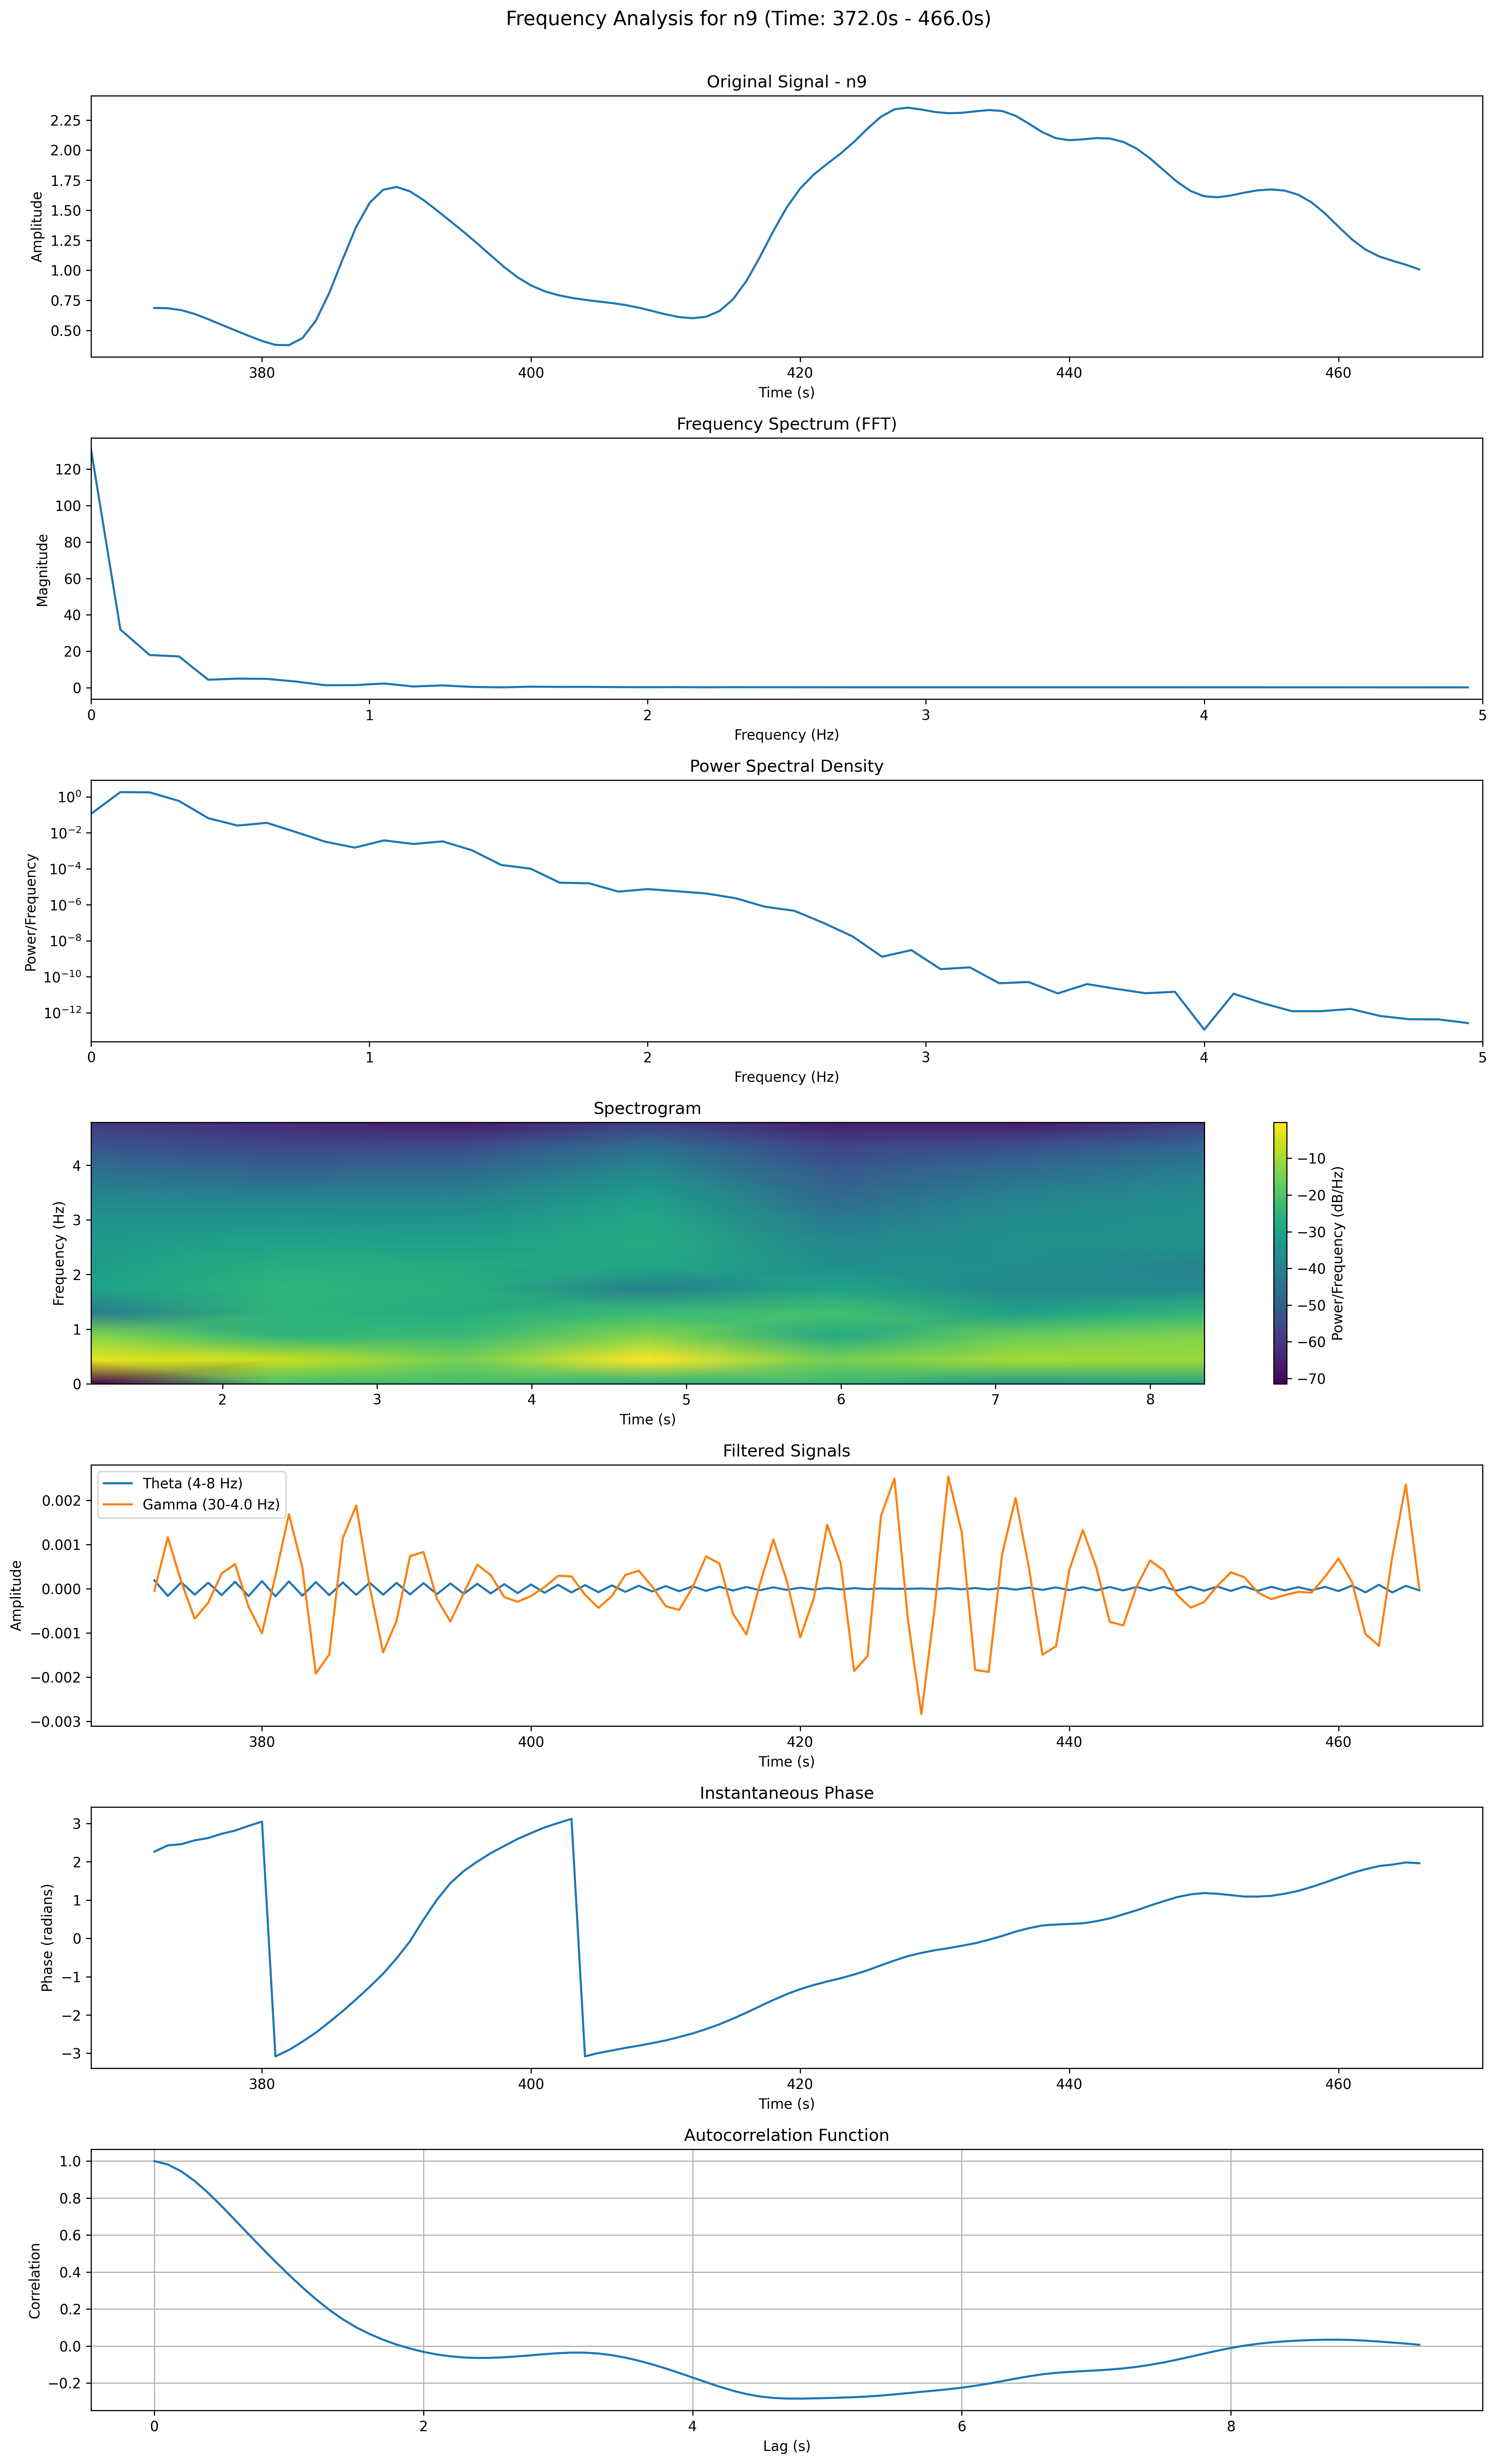 Frequency Analysis for n9 (Time: 372.0s - 466.0s)
Original Signal - n9
Amplitude
2.25
2.00
1.75
1.50
1.25
1.00
0.75
0.50
380 400 420 440 460
Time (s)
Frequency Spectrum (FFT)
Magnitude
120
100
80
60
40
20
0
0 1 2 3 4 5
Frequency (Hz)
Power Spectral Density
Power/Frequency
10⁰
10⁻²
10⁻⁴
10⁻⁶
10⁻⁸
10⁻¹⁰
10⁻¹²
0 1 2 3 4 5
Frequency (Hz)
Spectrogram
Frequency (Hz)
4
3
2
1
0
2 3 4 5 6 7 8
Time (s)
−10
−20
−30
−40
−50
−60
−70
Power/Frequency (dB/Hz)
Filtered Signals
Theta (4-8 Hz)
Gamma (30-4.0 Hz)
Amplitude
0.002
0.001
0.000
−0.001
−0.002
−0.003
380 400 420 440 460
Time (s)
Instantaneous Phase
Phase (radians)
3
2
1
0
−1
−2
−3
380 400 420 440 460
Time (s)
Autocorrelation Function
Correlation
1.0
0.8
0.6
0.4
0.2
0.0
−0.2
0 2 4 6 8
Lag (s)